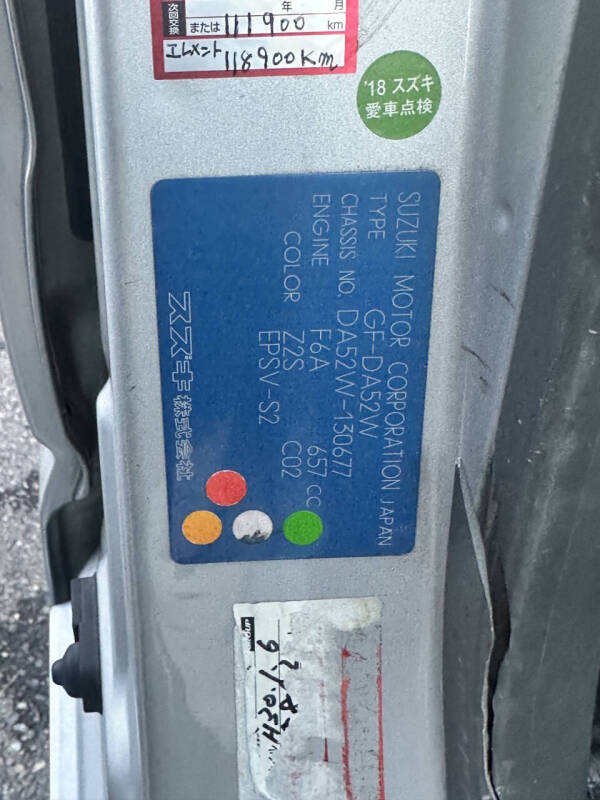 次回交換
年 月
または 111900 km
エレメント 118900Km
'18 スズキ
愛車点検
SUZUKI MOTOR CORPORATION JAPAN
TYPE GF-DA52W
CHASSIS NO. DA52W-130677
ENGINE F6A 657 CC
COLOR Z2S C02
EPSV-S2
スズキ株式会社